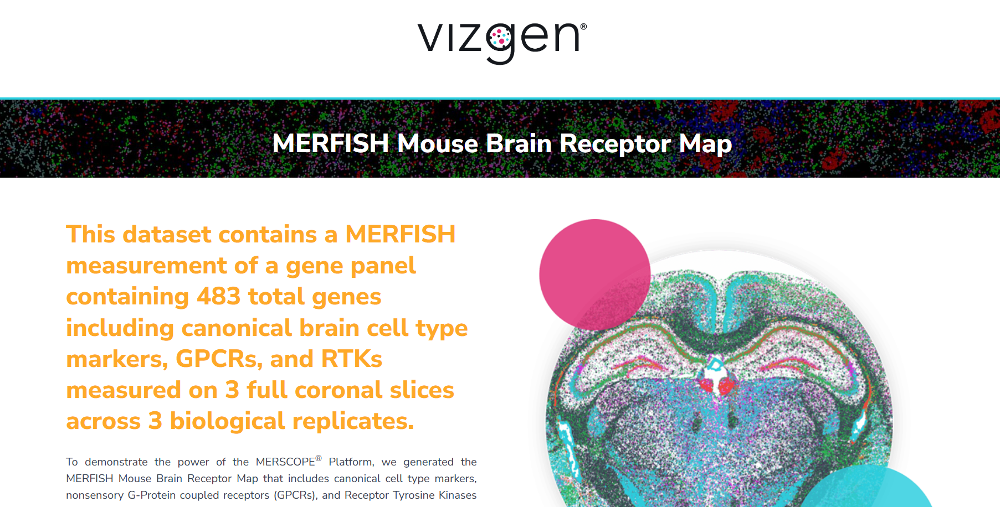 vizgen®
MERFISH Mouse Brain Receptor Map
This dataset contains a MERFISH
measurement of a gene panel
containing 483 total genes
including canonical brain cell type
markers, GPCRs, and RTKs
measured on 3 full coronal slices
across 3 biological replicates.
To demonstrate the power of the MERSCOPE® Platform, we generated the
MERFISH Mouse Brain Receptor Map that includes canonical cell type markers,
nonsensory G-Protein coupled receptors (GPCRs), and Receptor Tyrosine Kinases